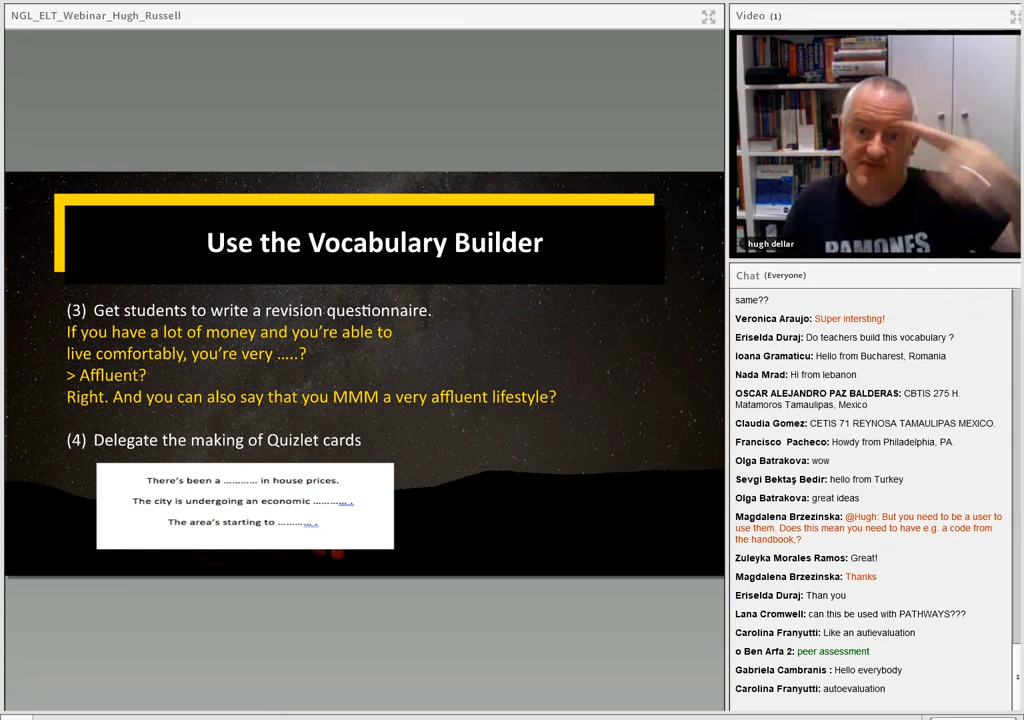 NGL_ELT_Webinar_Hugh_Russell
Use the Vocabulary Builder
(3) Get students to write a revision questionnaire.
If you have a lot of money and you're able to
live comfortably, you're very .....?
> Affluent?
Right. And you can also say that you MMM a very affluent lifestyle?
(4) Delegate the making of Quizlet cards
There's been a ………… in house prices.
The city is undergoing an economic ………… .
The area's starting to ………… .
Video (1)
hugh dellar
RAMONES
Chat (Everyone)
same??
Veronica Araujo: SUper intersting!
Eriselda Duraj: Do teachers build this vocabulary ?
Ioana Gramaticu: Hello from Bucharest, Romania
Nada Mrad: Hi from lebanon
OSCAR ALEJANDRO PAZ BALDERAS: CBTIS 275 H.
Matamoros Tamaulipas, Mexico
Claudia Gomez: CETIS 71 REYNOSA TAMAULIPAS MEXICO.
Francisco Pacheco: Howdy from Philadelphia, PA.
Olga Batrakova: wow
Sevgi Bektaş Bedir: hello from Turkey
Olga Batrakova: great ideas
Magdalena Brzezinska: @Hugh: But you need to be a user to
use them. Does this mean you need to have e.g. a code from
the handbook,?
Zuleyka Morales Ramos: Great!
Magdalena Brzezinska: Thanks
Eriselda Duraj: Than you
Lana Cromwell: can this be used with PATHWAYS???
Carolina Franyutti: Like an autievaluation
o Ben Arfa 2: peer assessment
Gabriela Cambranis : Hello everybody
Carolina Franyutti: autoevaluation